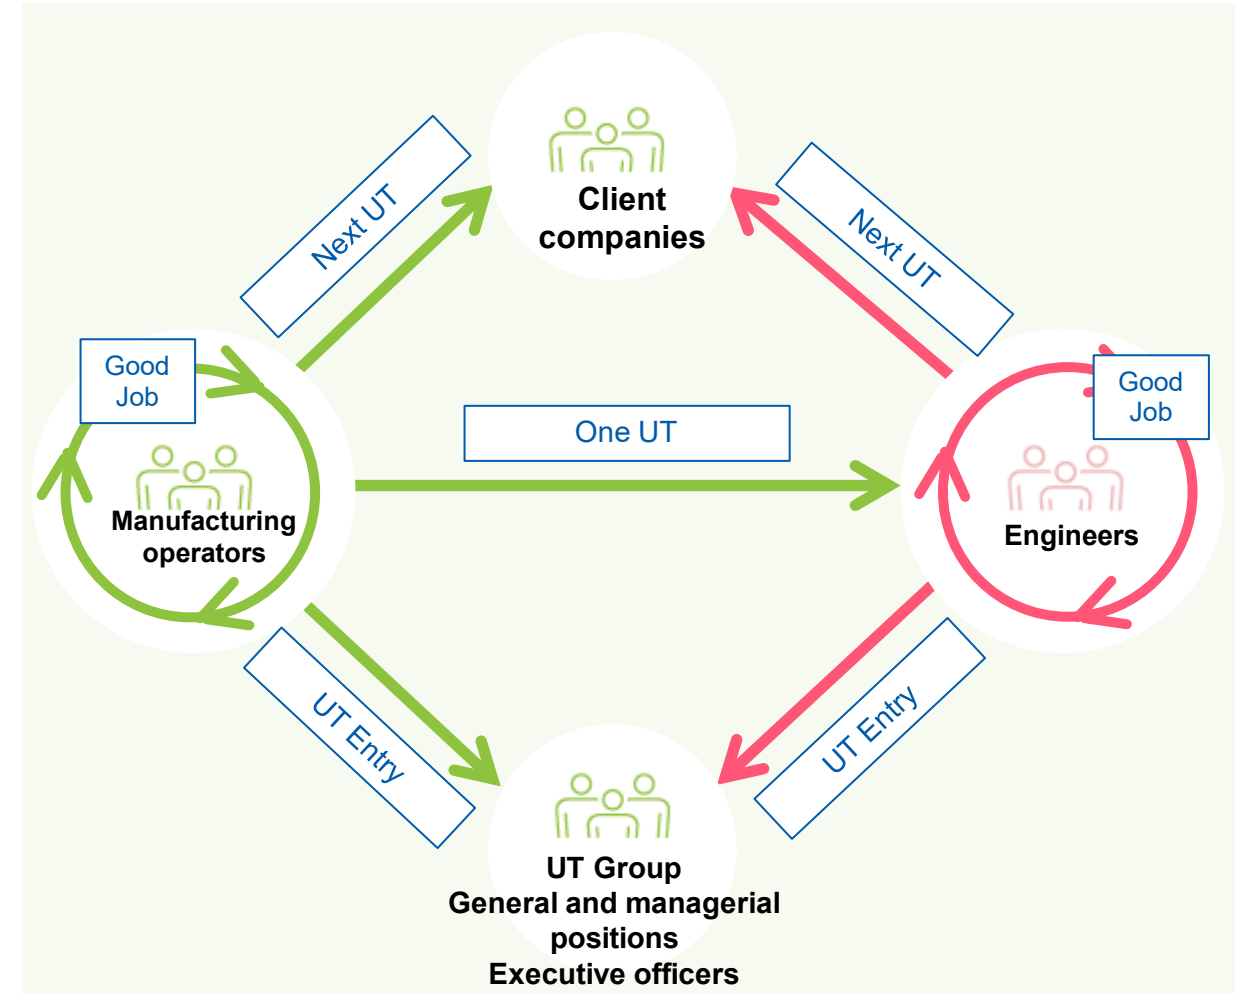 Client
companies
Next UT
Next UT
Good
Job
Good
Job
One UT
Manufacturing
operators
Engineers
UT Entry
UT Entry
UT Group
General and managerial
positions
Executive officers